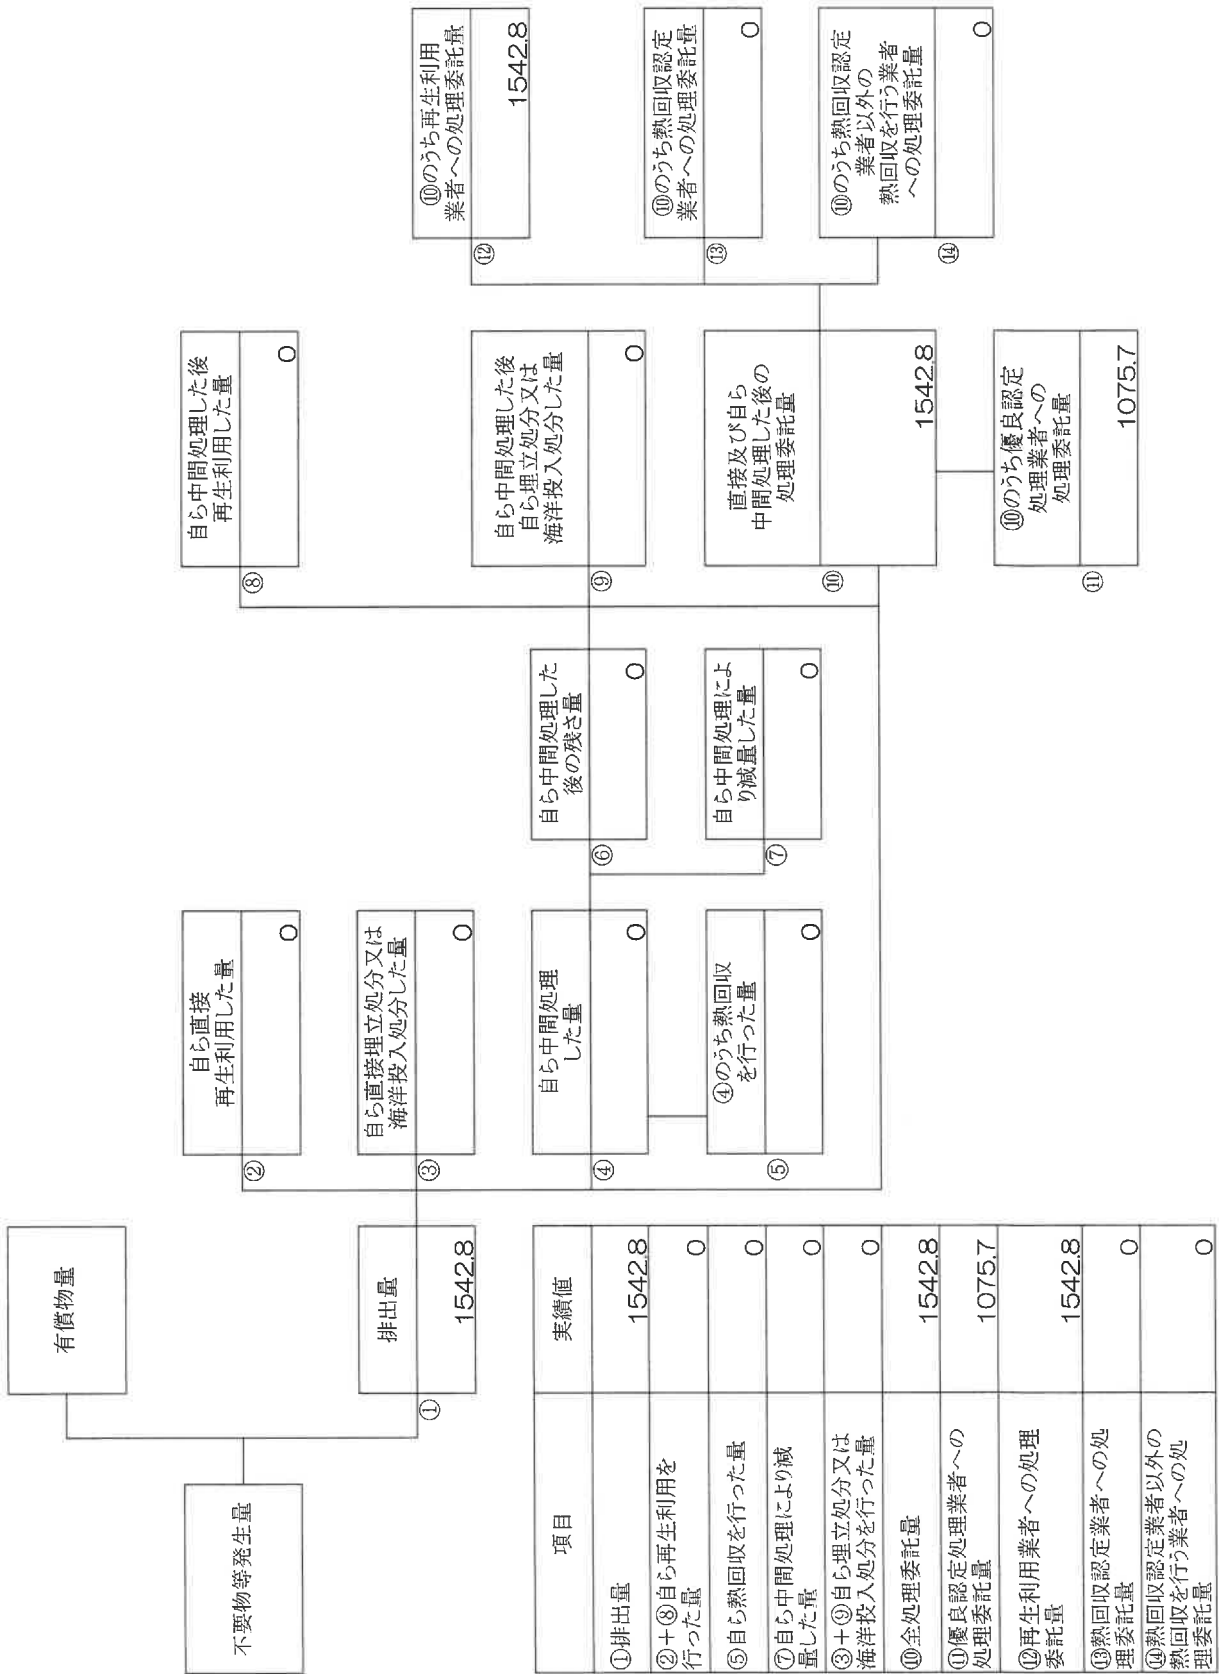 不要物等発生量
有償物量
排出量
①
1542.8
自ら直接
再生利用した量
②
0
自ら直接埋立処分又は
海洋投入処分した量
③
0
自ら中間処理
した量
④
0
④のうち熱回収
を行った量
⑤
0
自ら中間処理した
後の残さ量
⑥
0
自ら中間処理によ
り減量した量
⑦
0
自ら中間処理した後
再生利用した量
⑧
0
自ら中間処理した後
自ら埋立処分又は
海洋投入処分した量
⑨
0
直接及び自ら
中間処理した後の
処理委託量
⑩
1542.8
⑩のうち優良認定
処理業者への
処理委託量
⑪
1075.7
⑩のうち再生利用
業者への処理委託量
⑫
1542.8
⑩のうち熱回収認定
業者への処理委託量
⑬
0
⑩のうち熱回収認定
業者以外の
熱回収を行う業者
への処理委託量
⑭
0
項目 実績値
①排出量 1542.8
②+⑧自ら再生利用を
行った量 0
⑤自ら熱回収を行った量 0
⑦自ら中間処理により減
量した量 0
③+⑨自ら埋立処分又は
海洋投入処分を行った量 0
⑩全処理委託量 1542.8
⑪優良認定処理業者への
処理委託量 1075.7
⑫再生利用業者への処理
委託量 1542.8
⑬熱回収認定業者への処
理委託量 0
⑭熱回収認定業者以外の
熱回収を行う業者への処
理委託量 0